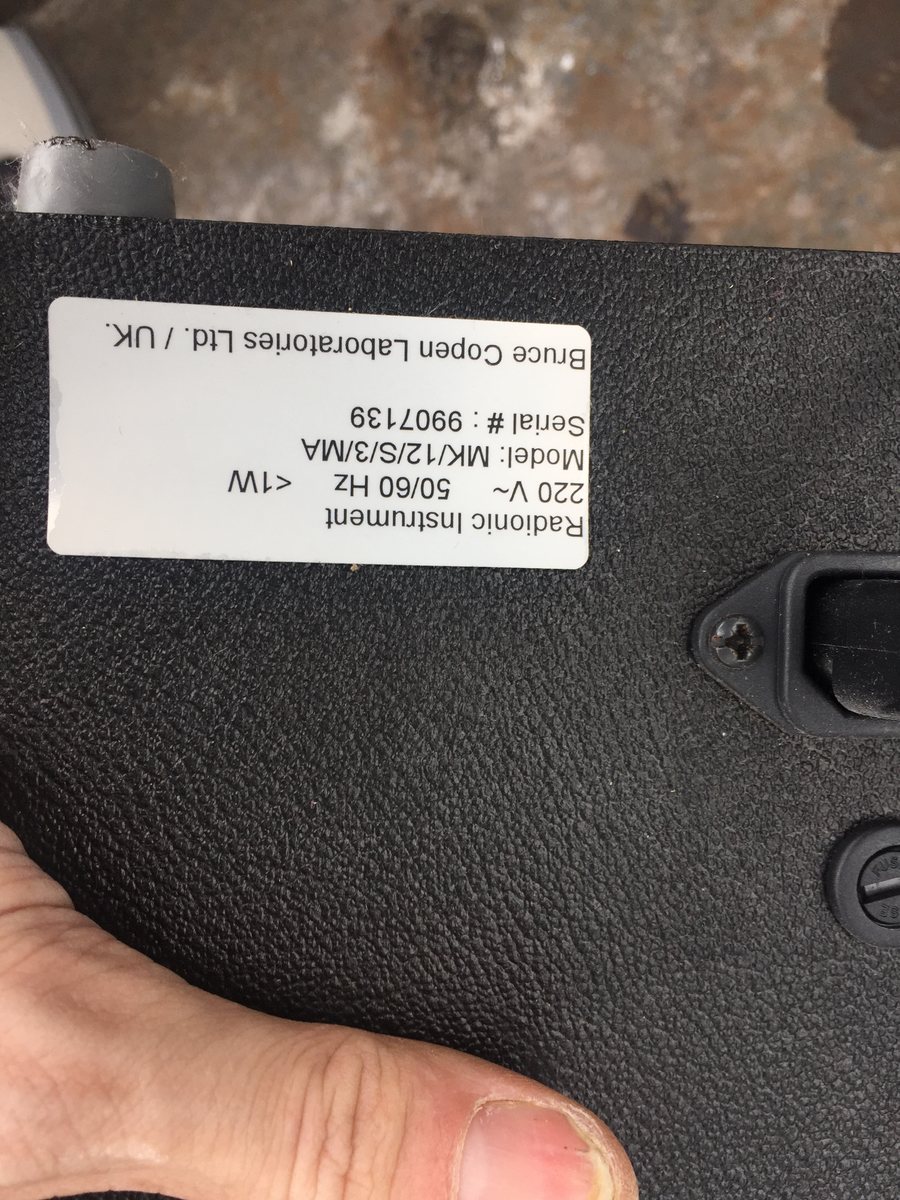 Radionic Instrument
220 V~ 50/60 Hz <1W
Model: MK/12/S/3/MA
Serial # : 9907139
Bruce Copen Laboratories Ltd. / UK.